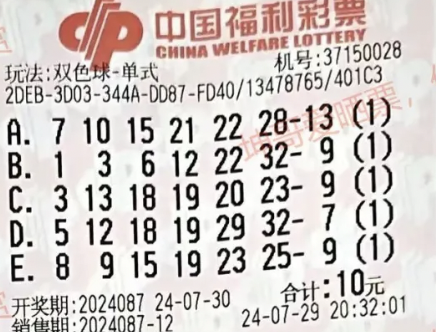 中国福利彩票
CHINA WELFARE LOTTERY
机号:37150028
玩法:双色球-单式
2DEB-3D03-344A-DD87-FD40/13478765/401C3
A. 7 10 15 21 22 28-13 (1)
B. 1 3 6 12 22 32- 9 (1)
C. 3 13 18 19 20 23- 9 (1)
D. 5 12 18 19 29 32- 7 (1)
E. 8 9 15 19 23 25- 9 (1)
合计:10元
开奖期:2024087 24-07-30
销售期:2024087-12 24-07-29 20:32:01